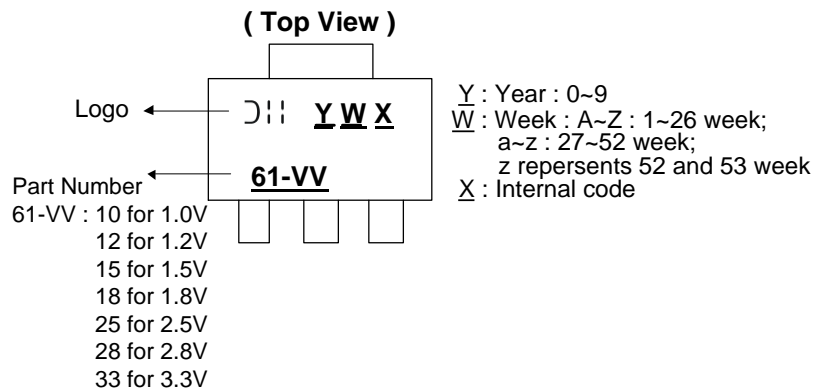 ( Top View )
Logo
Y W X
61-VV
Y : Year : 0~9
W : Week : A~Z : 1~26 week;
a~z : 27~52 week;
z repersents 52 and 53 week
X : Internal code
Part Number
61-VV : 10 for 1.0V
12 for 1.2V
15 for 1.5V
18 for 1.8V
25 for 2.5V
28 for 2.8V
33 for 3.3V